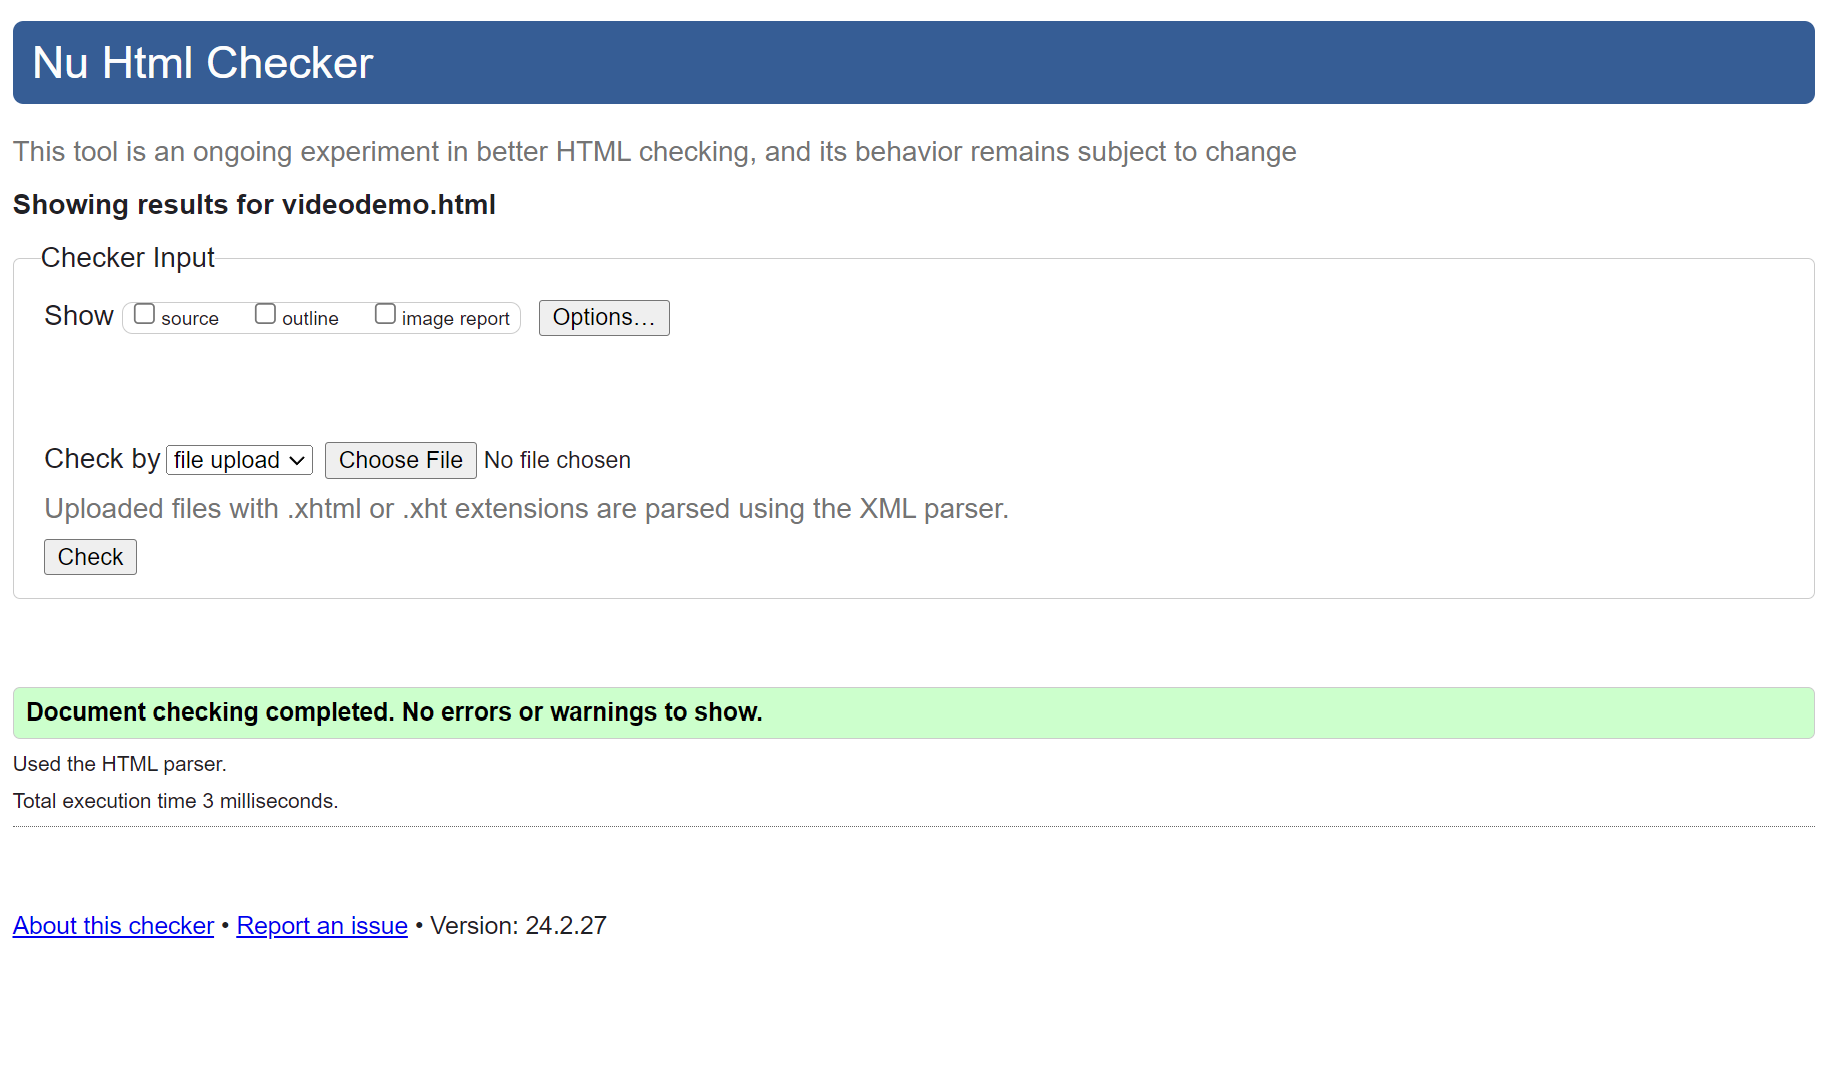 Nu Html Checker
This tool is an ongoing experiment in better HTML checking, and its behavior remains subject to change
Showing results for videodemo.html
Checker Input
Show source outline image report Options...
Check by file upload Choose File No file chosen
Uploaded files with .xhtml or .xht extensions are parsed using the XML parser.
Check
Document checking completed. No errors or warnings to show.
Used the HTML parser.
Total execution time 3 milliseconds.
About this checker • Report an issue • Version: 24.2.27